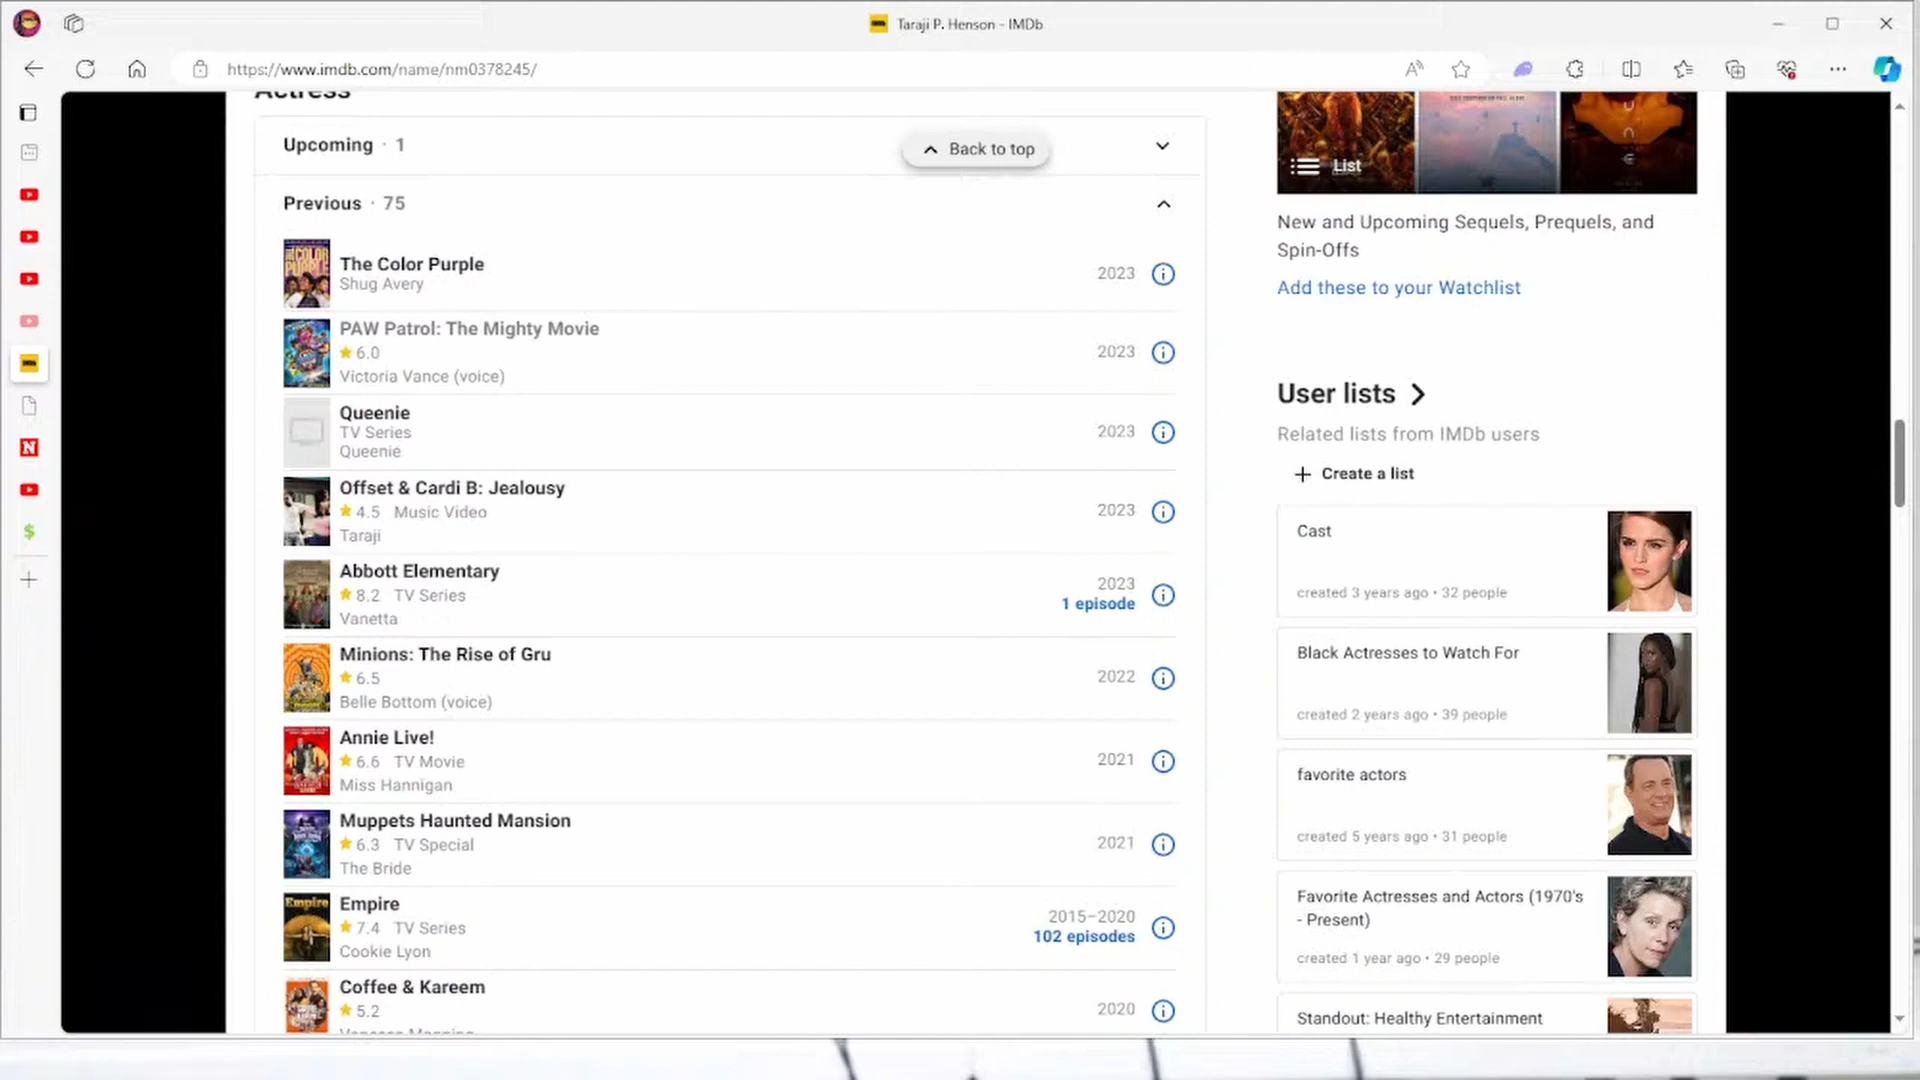 Taraji P. Henson - IMDb
https://www.imdb.com/name/nm0378245/
Actress
Upcoming · 1
Back to top
Previous · 75
The Color Purple
Shug Avery
2023
PAW Patrol: The Mighty Movie
6.0
Victoria Vance (voice)
2023
Queenie
TV Series
Queenie
2023
Offset & Cardi B: Jealousy
4.5 Music Video
Taraji
2023
Abbott Elementary
8.2 TV Series
Vanetta
2023
1 episode
Minions: The Rise of Gru
6.5
Belle Bottom (voice)
2022
Annie Live!
6.6 TV Movie
Miss Hannigan
2021
Muppets Haunted Mansion
6.3 TV Special
The Bride
2021
Empire
Empire
7.4 TV Series
Cookie Lyon
2015–2020
102 episodes
Coffee & Kareem
5.2
2020
List
New and Upcoming Sequels, Prequels, and
Spin-Offs
Add these to your Watchlist
User lists
Related lists from IMDb users
+ Create a list
Cast
created 3 years ago • 32 people
Black Actresses to Watch For
created 2 years ago • 39 people
favorite actors
created 5 years ago • 31 people
Favorite Actresses and Actors (1970's
- Present)
created 1 year ago • 29 people
Standout: Healthy Entertainment